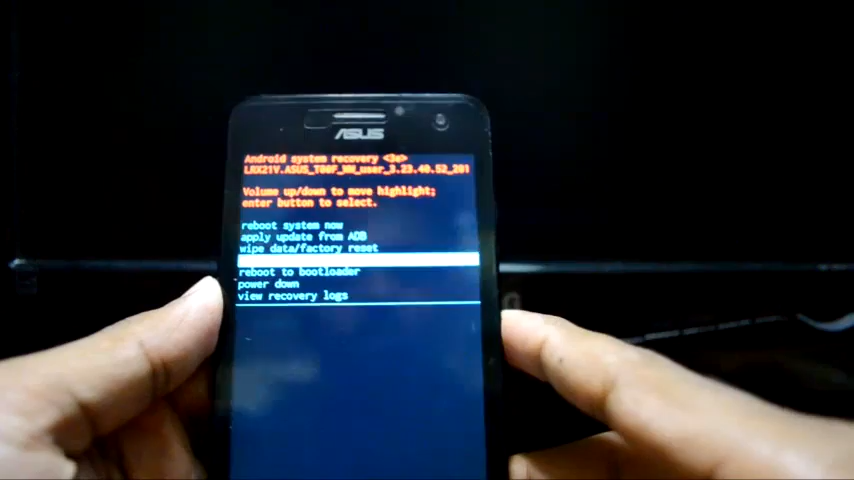 ASUS
Android system recovery <3e>
LRX21V.ASUS_T00F_WW_user_3.23.40.52_201
Volume up/down to move highlight;
enter button to select.
reboot system now
apply update from ADB
wipe data/factory reset
reboot to bootloader
power down
view recovery logs